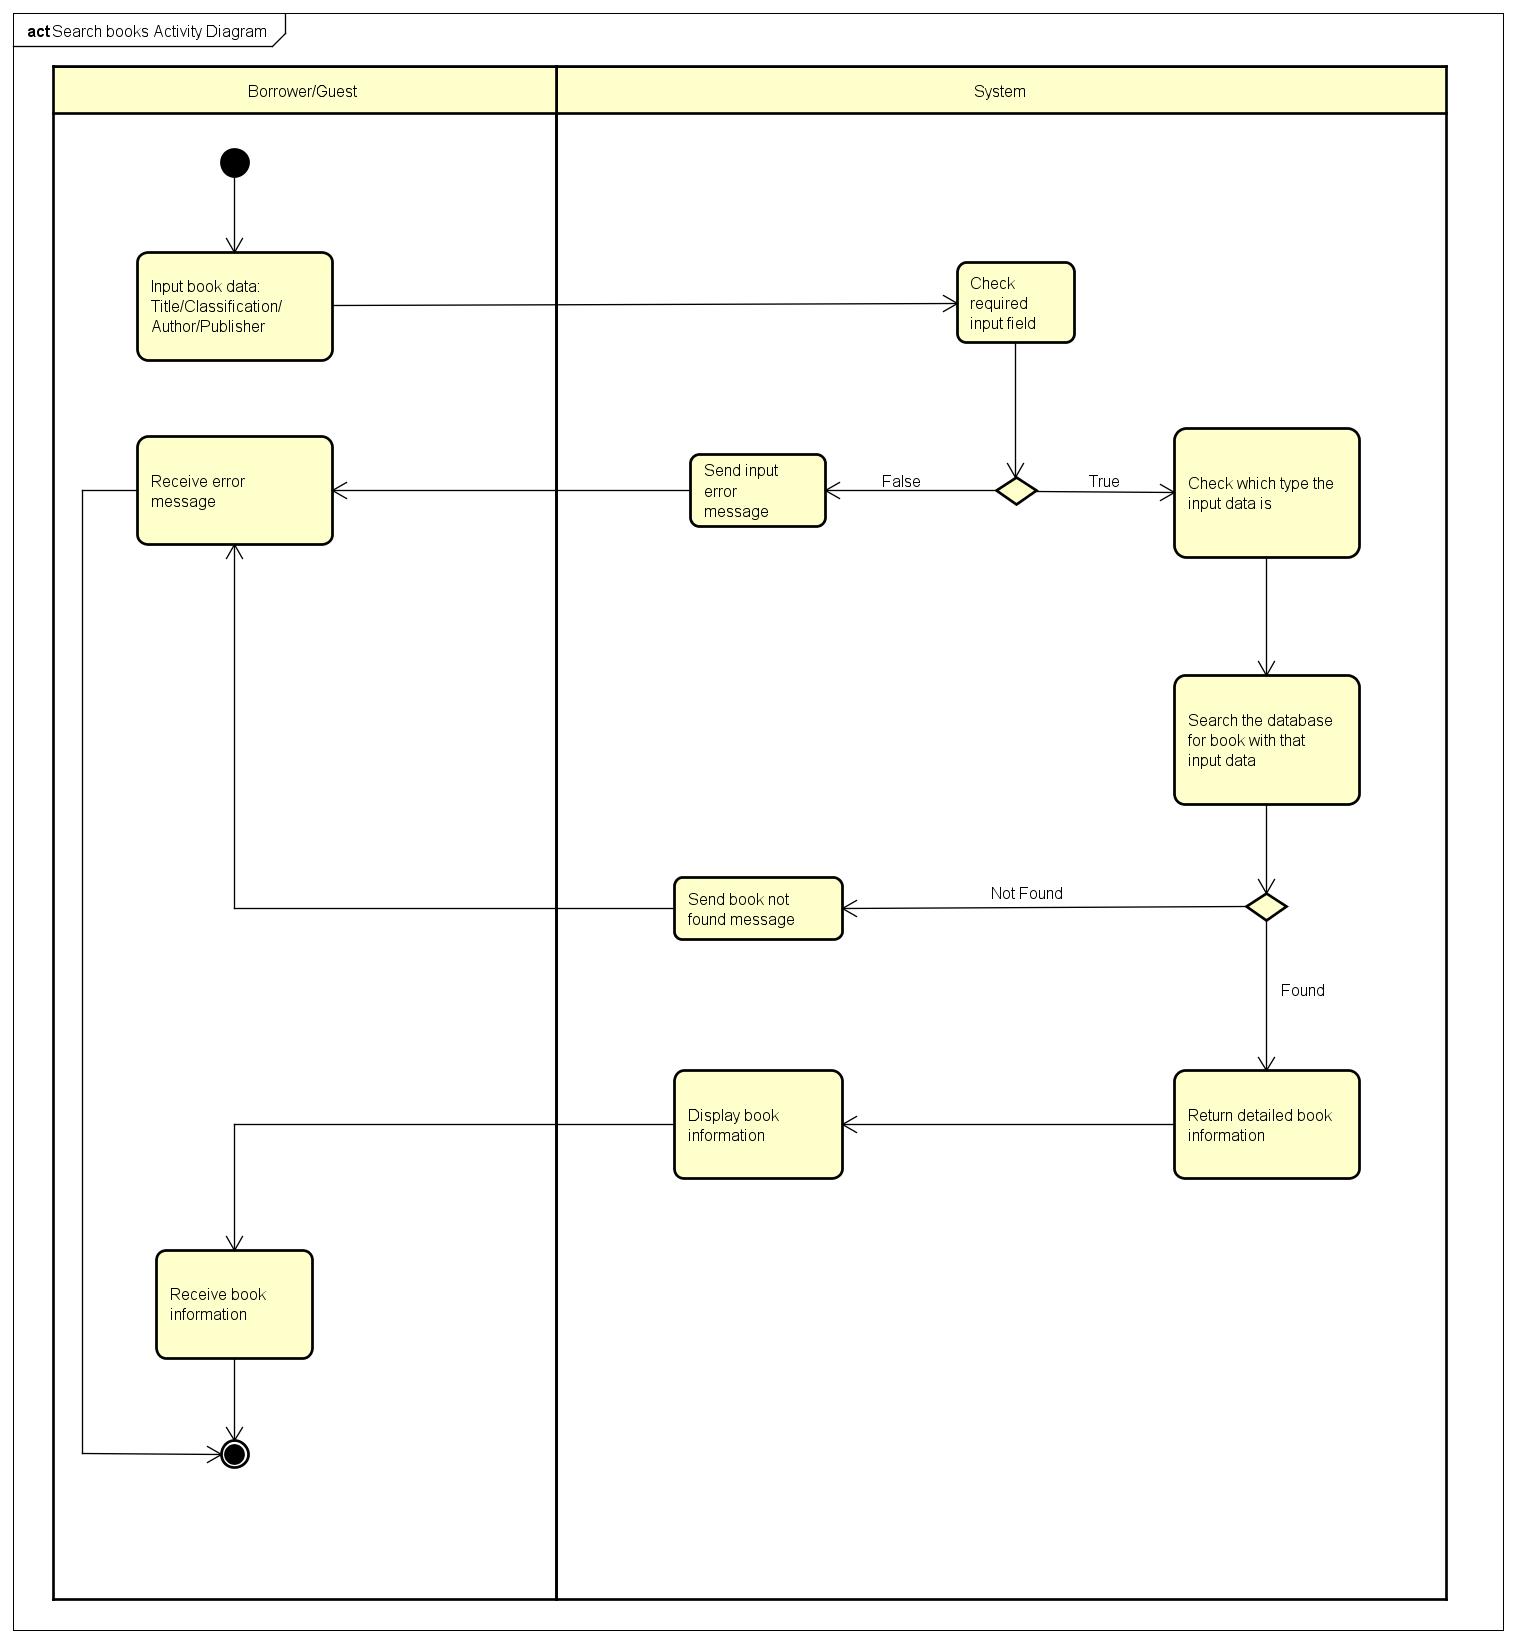 act Search books Activity Diagram
Borrower/Guest
System
Input book data:
Title/Classification/
Author/Publisher
Check
required
input field
Receive error
message
Send input
error
message
False
True
Check which type the
input data is
Search the database
for book with that
input data
Send book not
found message
Not Found
Found
Display book
information
Return detailed book
information
Receive book
information